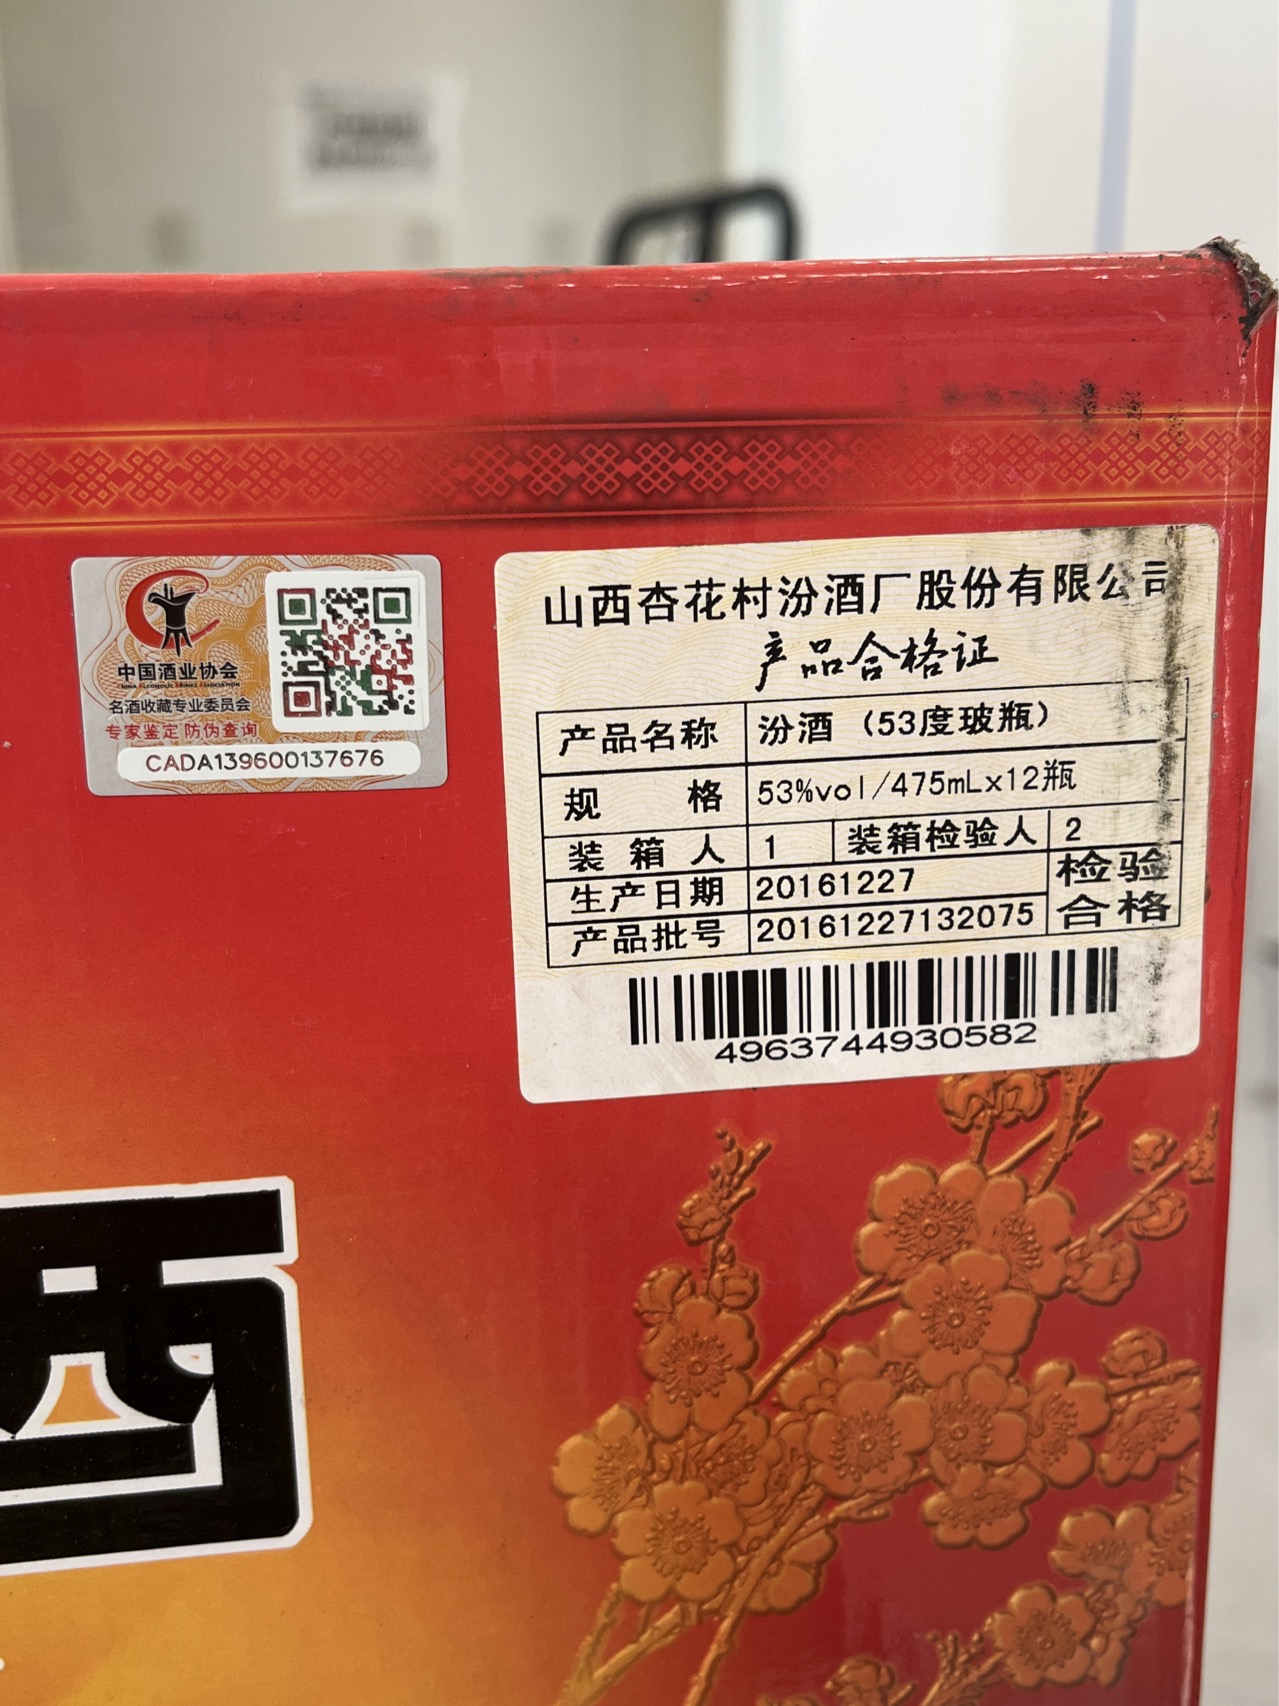 中国酒业协会
CHINA ALCOHOLIC DRINKS ASSOCIATION
名酒收藏专业委员会
专家鉴定 防伪查询
CADA139600137676
山西杏花村汾酒厂股份有限公司
产品合格证
产品名称 汾酒（53度玻瓶）
规格 53%vol/475mLx12瓶
装箱人 1 装箱检验人 2
生产日期 20161227 检验
产品批号 20161227132075 合格
4963744930582